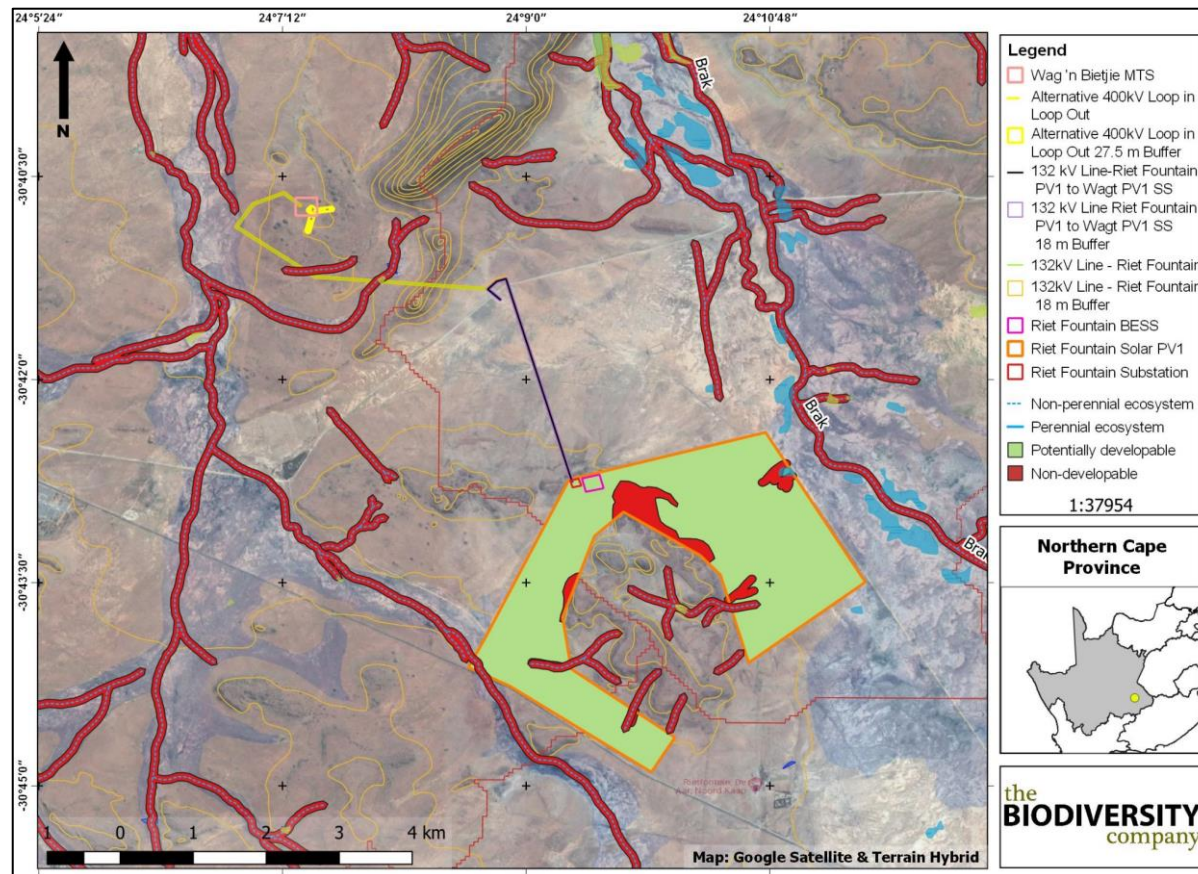 24°5'24" 24°7'12" 24°9'0" 24°10'48"
-30°40'30"
-30°42'0"
-30°43'30"
-30°45'0"
N
Brak
Brak
Brak
1 0 1 2 3 4 km
Map: Google Satellite & Terrain Hybrid
Legend
Wag 'n Bietjie MTS
Alternative 400kV Loop in
Loop Out
Alternative 400kV Loop in
Loop Out 27.5 m Buffer
132 kV Line-Riet Fountain
PV1 to Wagt PV1 SS
132 kV Line Riet Fountain
PV1 to Wagt PV1 SS
18 m Buffer
132kV Line - Riet Fountain
132kV Line - Riet Fountain
18 m Buffer
Riet Fountain BESS
Riet Fountain Solar PV1
Riet Fountain Substation
Non-perennial ecosystem
Perennial ecosystem
Potentially developable
Non-developable
1:37954
Northern Cape
Province
the
BIODIVERSITY
company